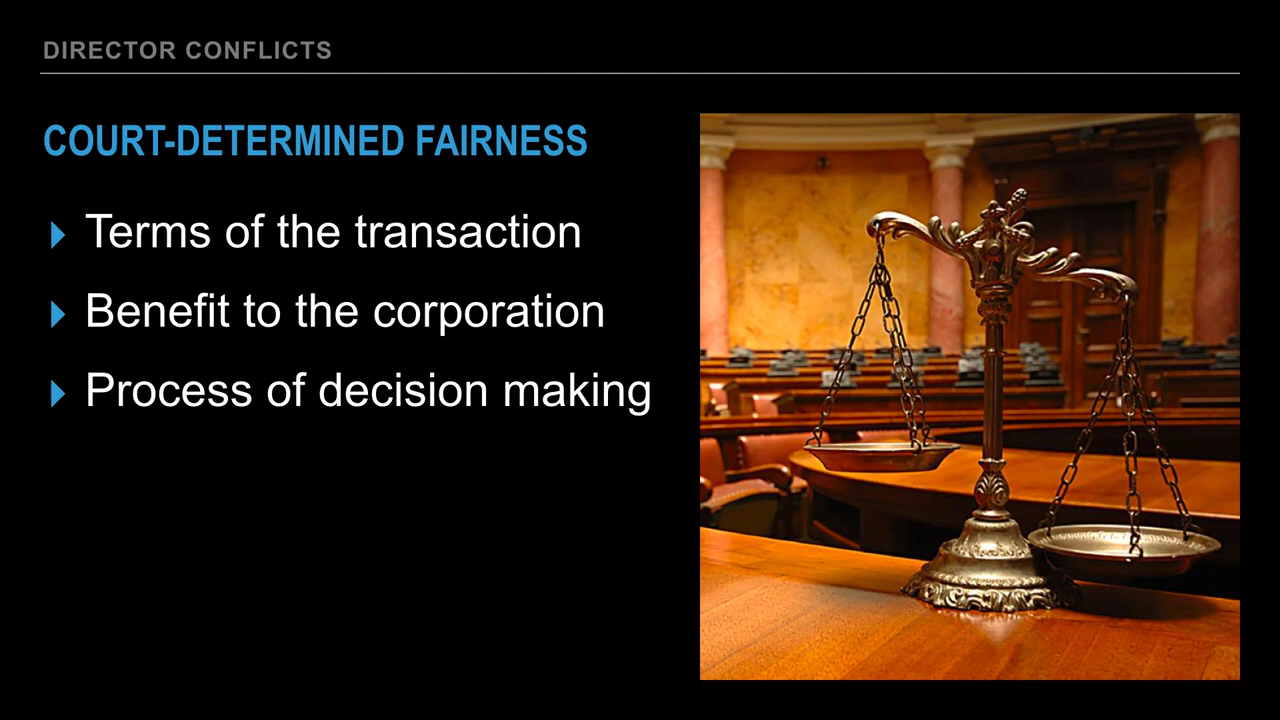 DIRECTOR CONFLICTS
COURT-DETERMINED FAIRNESS
Terms of the transaction
Benefit to the corporation
Process of decision making